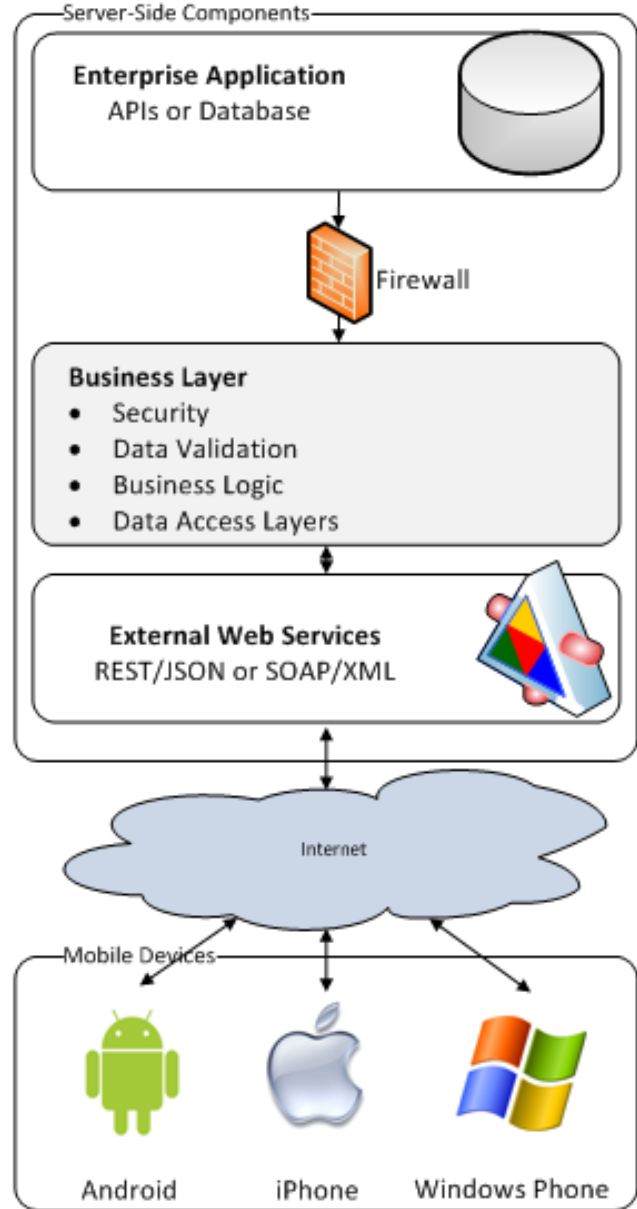 Server-Side Components
Enterprise Application
APIs or Database
Firewall
Business Layer
• Security
• Data Validation
• Business Logic
• Data Access Layers
External Web Services
REST/JSON or SOAP/XML
Internet
Mobile Devices
Android iPhone Windows Phone